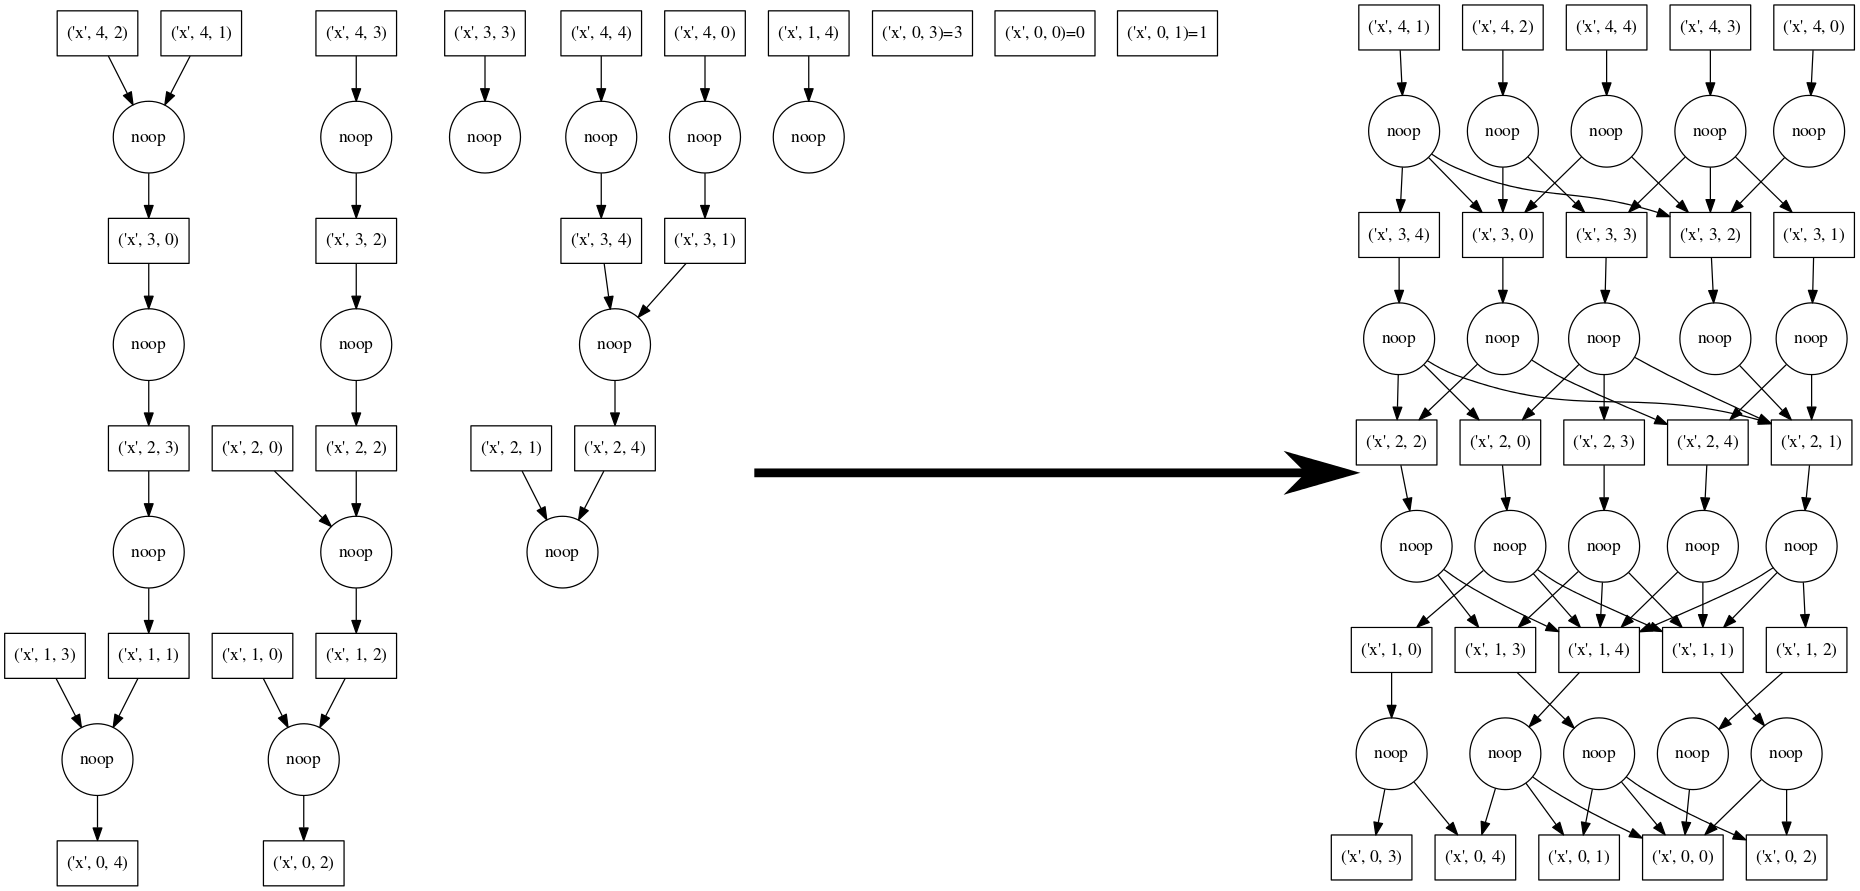 ('x', 4, 2)
('x', 4, 1)
('x', 4, 3)
('x', 3, 3)
('x', 4, 4)
('x', 4, 0)
('x', 1, 4)
('x', 0, 3)=3
('x', 0, 0)=0
('x', 0, 1)=1
noop
noop
noop
noop
noop
noop
('x', 3, 0)
('x', 3, 2)
('x', 3, 4)
('x', 3, 1)
noop
noop
noop
('x', 2, 3)
('x', 2, 0)
('x', 2, 2)
('x', 2, 1)
('x', 2, 4)
noop
noop
noop
('x', 1, 3)
('x', 1, 1)
('x', 1, 0)
('x', 1, 2)
noop
noop
('x', 0, 4)
('x', 0, 2)
('x', 4, 1)
('x', 4, 2)
('x', 4, 4)
('x', 4, 3)
('x', 4, 0)
noop
noop
noop
noop
noop
('x', 3, 4)
('x', 3, 0)
('x', 3, 3)
('x', 3, 2)
('x', 3, 1)
noop
noop
noop
noop
noop
('x', 2, 2)
('x', 2, 0)
('x', 2, 3)
('x', 2, 4)
('x', 2, 1)
noop
noop
noop
noop
noop
('x', 1, 0)
('x', 1, 3)
('x', 1, 4)
('x', 1, 1)
('x', 1, 2)
noop
noop
noop
noop
noop
('x', 0, 3)
('x', 0, 4)
('x', 0, 1)
('x', 0, 0)
('x', 0, 2)